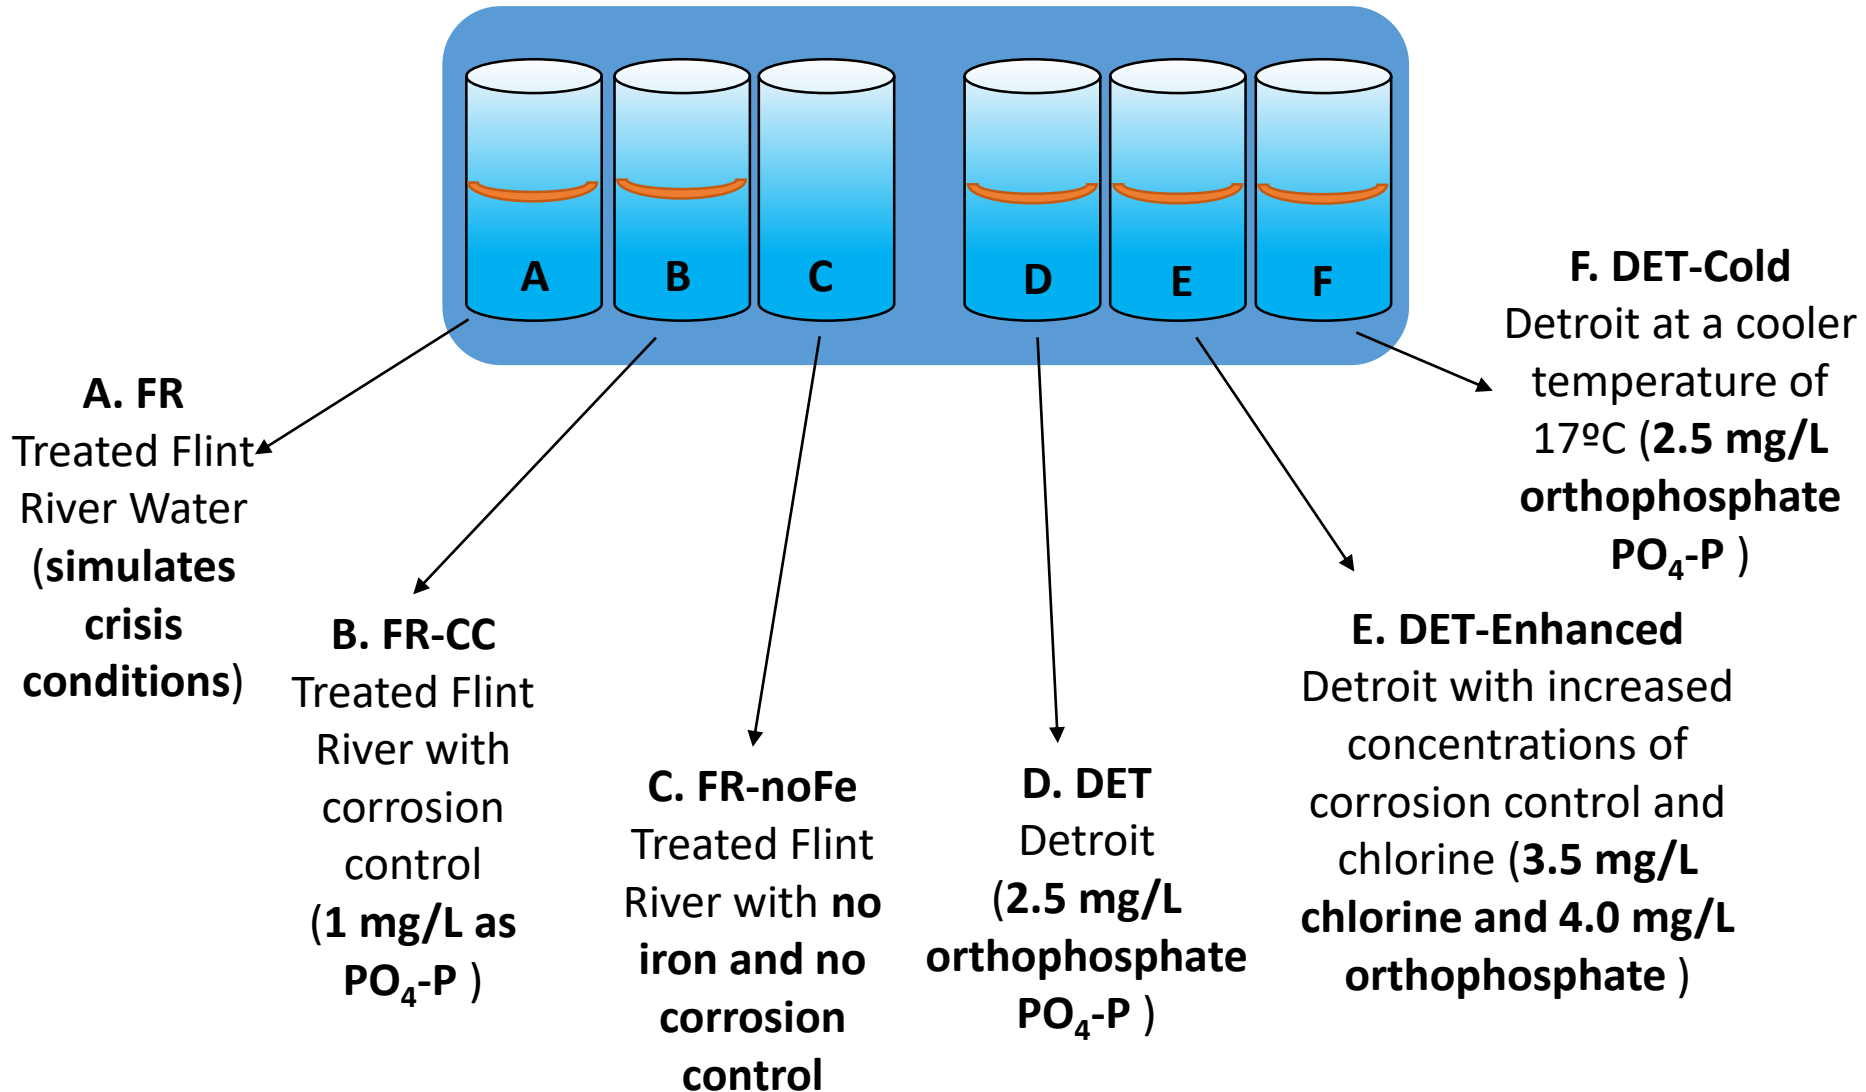 A
B
C
D
E
F
A. FR
Treated Flint
River Water
(simulates
crisis
conditions)
B. FR-CC
Treated Flint
River with
corrosion
control
(1 mg/L as
PO₄-P )
C. FR-noFe
Treated Flint
River with no
iron and no
corrosion
control
D. DET
Detroit
(2.5 mg/L
orthophosphate
PO₄-P )
E. DET-Enhanced
Detroit with increased
concentrations of
corrosion control and
chlorine (3.5 mg/L
chlorine and 4.0 mg/L
orthophosphate )
F. DET-Cold
Detroit at a cooler
temperature of
17ºC (2.5 mg/L
orthophosphate
PO₄-P )